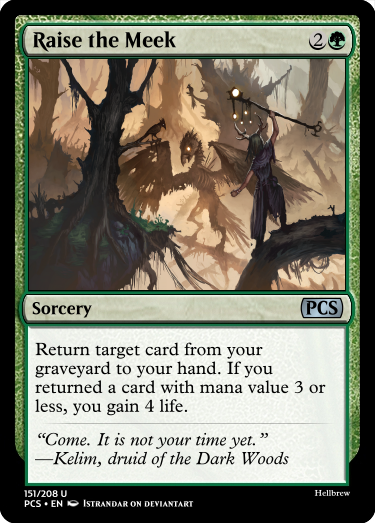 Raise the Meek 2
Sorcery PCS
Return target card from your
graveyard to your hand. If you
returned a card with mana value 3 or
less, you gain 4 life.
“Come. It is not your time yet.”
—Kelim, druid of the Dark Woods
151/208 U Hellbrew
PCS • EN Istrandar on deviantart